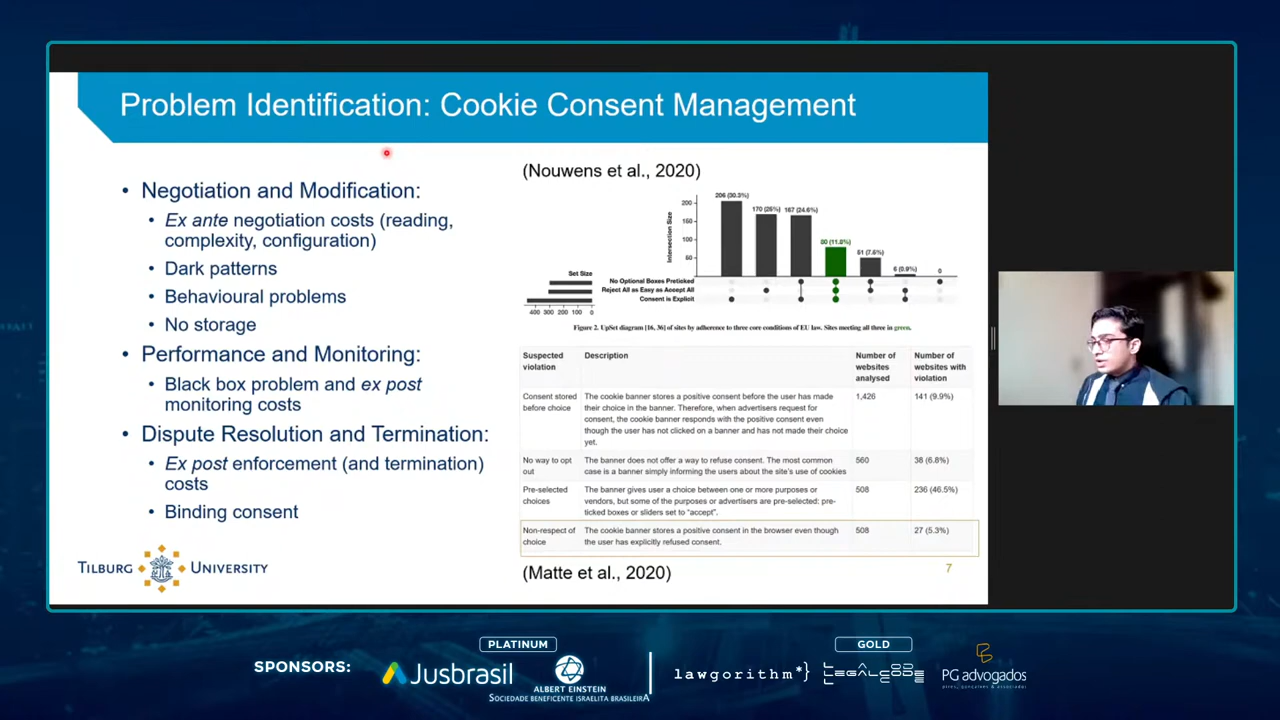 Problem Identification: Cookie Consent Management
• Negotiation and Modification:
• Ex ante negotiation costs (reading,
complexity, configuration)
• Dark patterns
• Behavioural problems
• No storage
• Performance and Monitoring:
• Black box problem and ex post
monitoring costs
• Dispute Resolution and Termination:
• Ex post enforcement (and termination)
costs
• Binding consent
TILBURG UNIVERSITY
(Nouwens et al., 2020)
206 (30.3%)
170 (25%) 167 (24.6%)
80 (11.8%)
51 (7.5%)
6 (0.9%)
0
Intersection Size
200
150
100
50
Set Size
No Optional Boxes Preticked
Reject All as Easy as Accept All
Consent is Explicit
400 300 200 100 0
Figure 2. UpSet diagram [16, 36] of sites by adherence to three core conditions of EU law. Sites meeting all three in green.
Suspected violation Description Number of websites analysed Number of websites with violation
Consent stored before choice The cookie banner stores a positive consent before the user has made 1,426 141 (9.9%)
their choice in the banner. Therefore, when advertisers request for
consent, the cookie banner responds with the positive consent even
though the user has not clicked on a banner and has not made their choice
yet.
No way to opt out The banner does not offer a way to refuse consent. The most common 560 38 (6.8%)
case is a banner simply informing the users about the site's use of cookies
Pre-selected choices The banner gives user a choice between one or more purposes or 508 236 (46.5%)
vendors, but some of the purposes or advertisers are pre-selected: pre-
ticked boxes or sliders set to "accept".
Non-respect of choice The cookie banner stores a positive consent in the browser even though 508 27 (5.3%)
the user has explicitly refused consent.
(Matte et al., 2020)
7
SPONSORS:
PLATINUM
Jusbrasil
ALBERT EINSTEIN
SOCIEDADE BENEFICENTE ISRAELITA BRASILEIRA
GOLD
lawgorithm*}
LEGALCODE
PG advogados